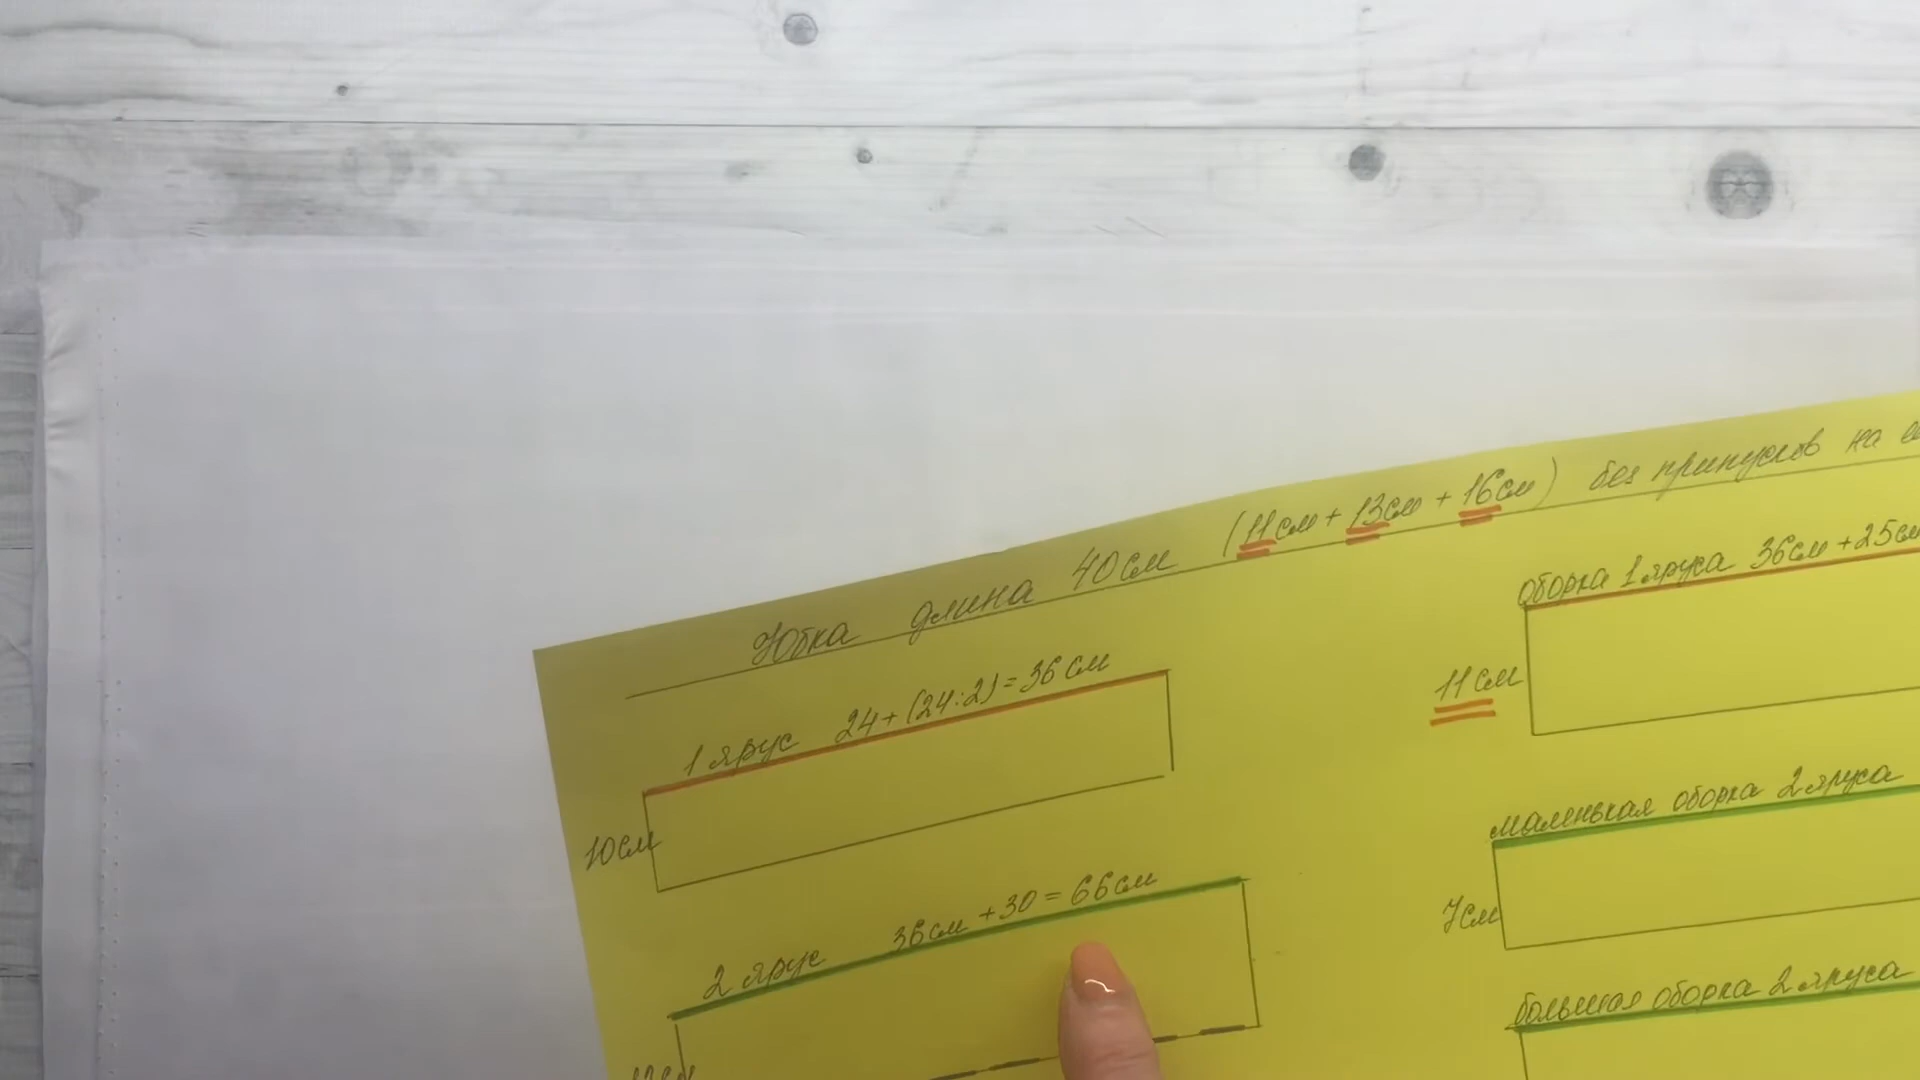 Юбка длина 40см (11см + 13см + 16см) без припусков на
1 ярус 24+(24:2)=36см
10см
2 ярус 36см +30 = 66см
оборка 1 яруса 36см +25см
11см
маленькая оборка 2 яруса
7см
большая оборка 2 яруса